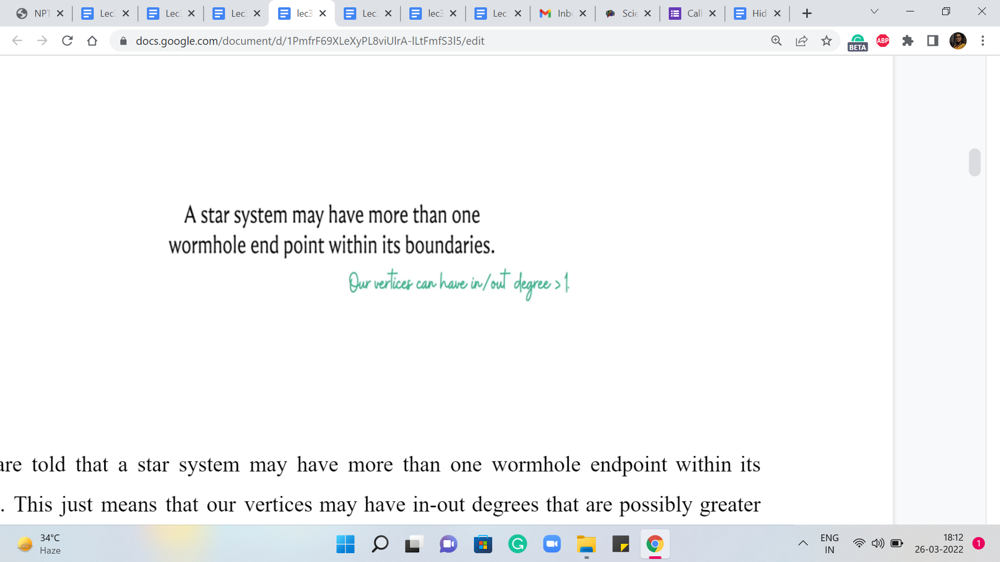 NPT
Lec
Lec
Lec
lec3
Lec
lec3
Lec
Inb
Scie
Call
Hid
docs.google.com/document/d/1PmfrF69XLeXyPL8viUlrA-lLtFmfS3l5/edit
BETA
ABP
A star system may have more than one
wormhole end point within its boundaries.
Our vertices can have in/out degree > 1.
are told that a star system may have more than one wormhole endpoint within its
. This just means that our vertices may have in-out degrees that are possibly greater
34°C
Haze
ENG
IN
18:12
26-03-2022
1